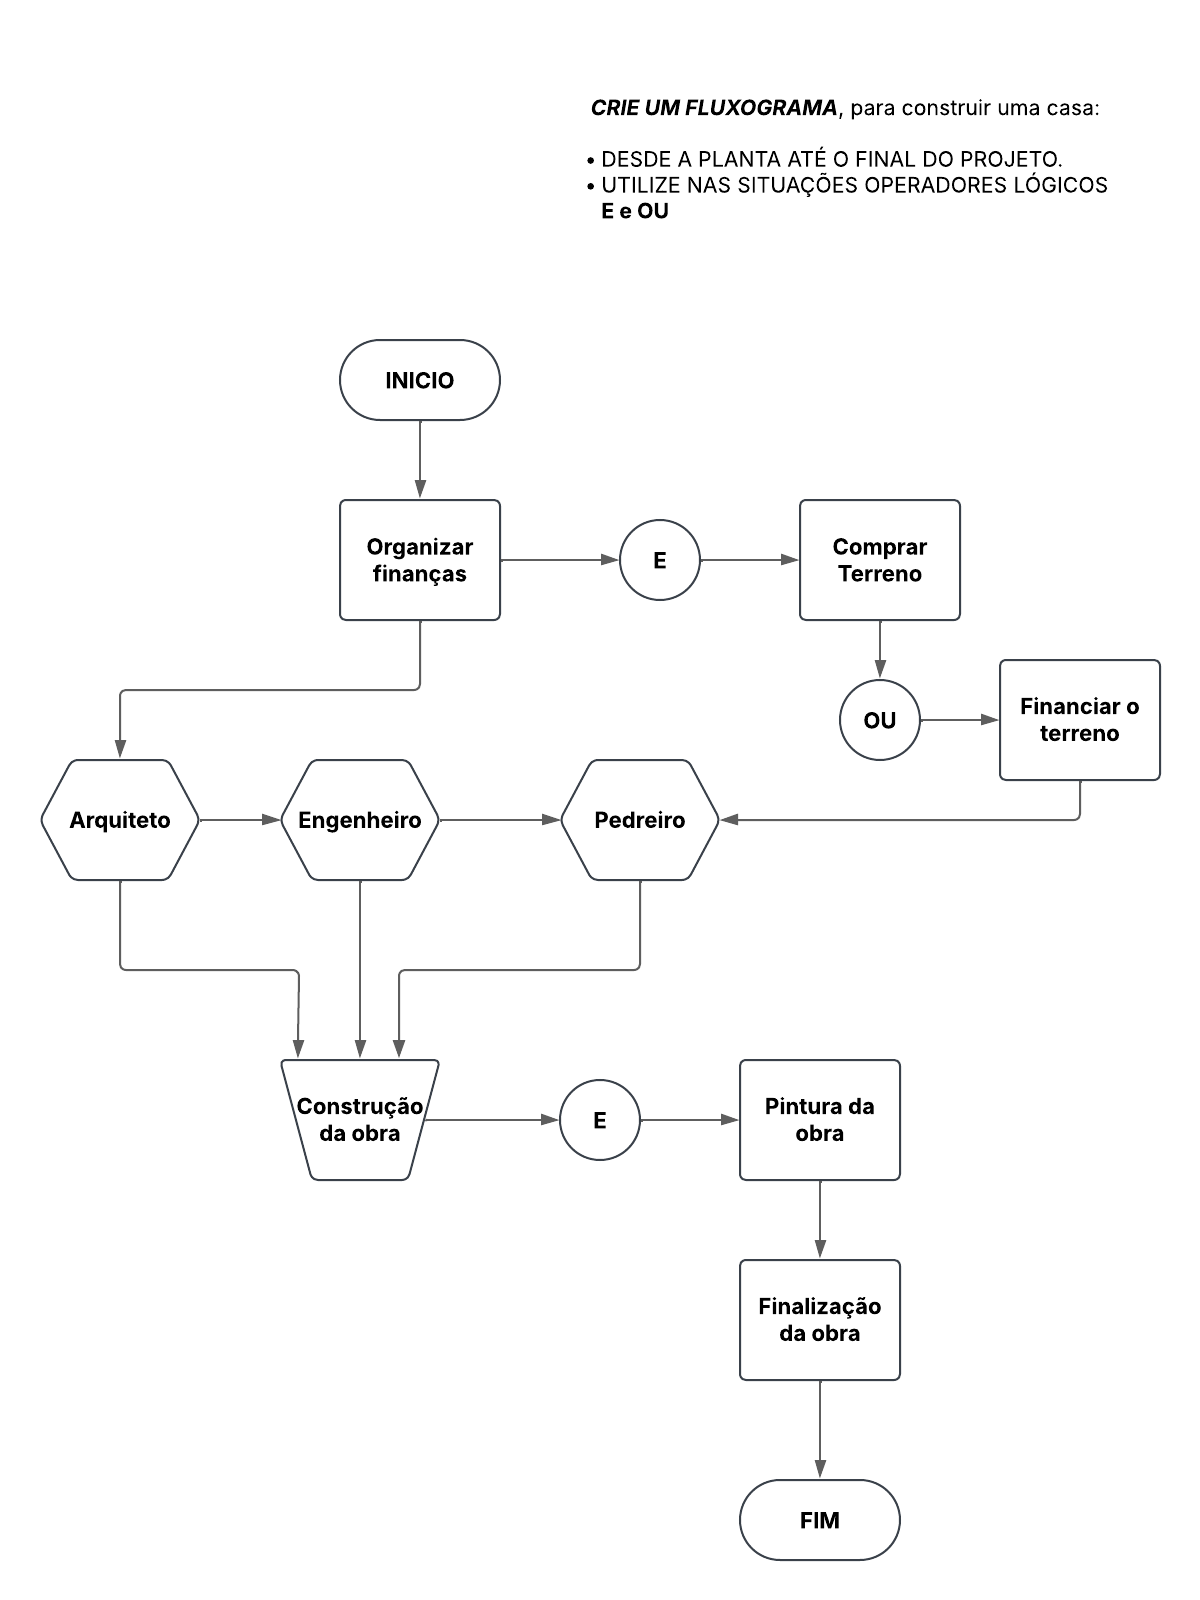 CRIE UM FLUXOGRAMA, para construir uma casa:
• DESDE A PLANTA ATÉ O FINAL DO PROJETO.
• UTILIZE NAS SITUAÇÕES OPERADORES LÓGICOS
E e OU
INICIO
Organizar
finanças
E
Comprar
Terreno
OU
Financiar o
terreno
Arquiteto
Engenheiro
Pedreiro
Construção
da obra
E
Pintura da
obra
Finalização
da obra
FIM